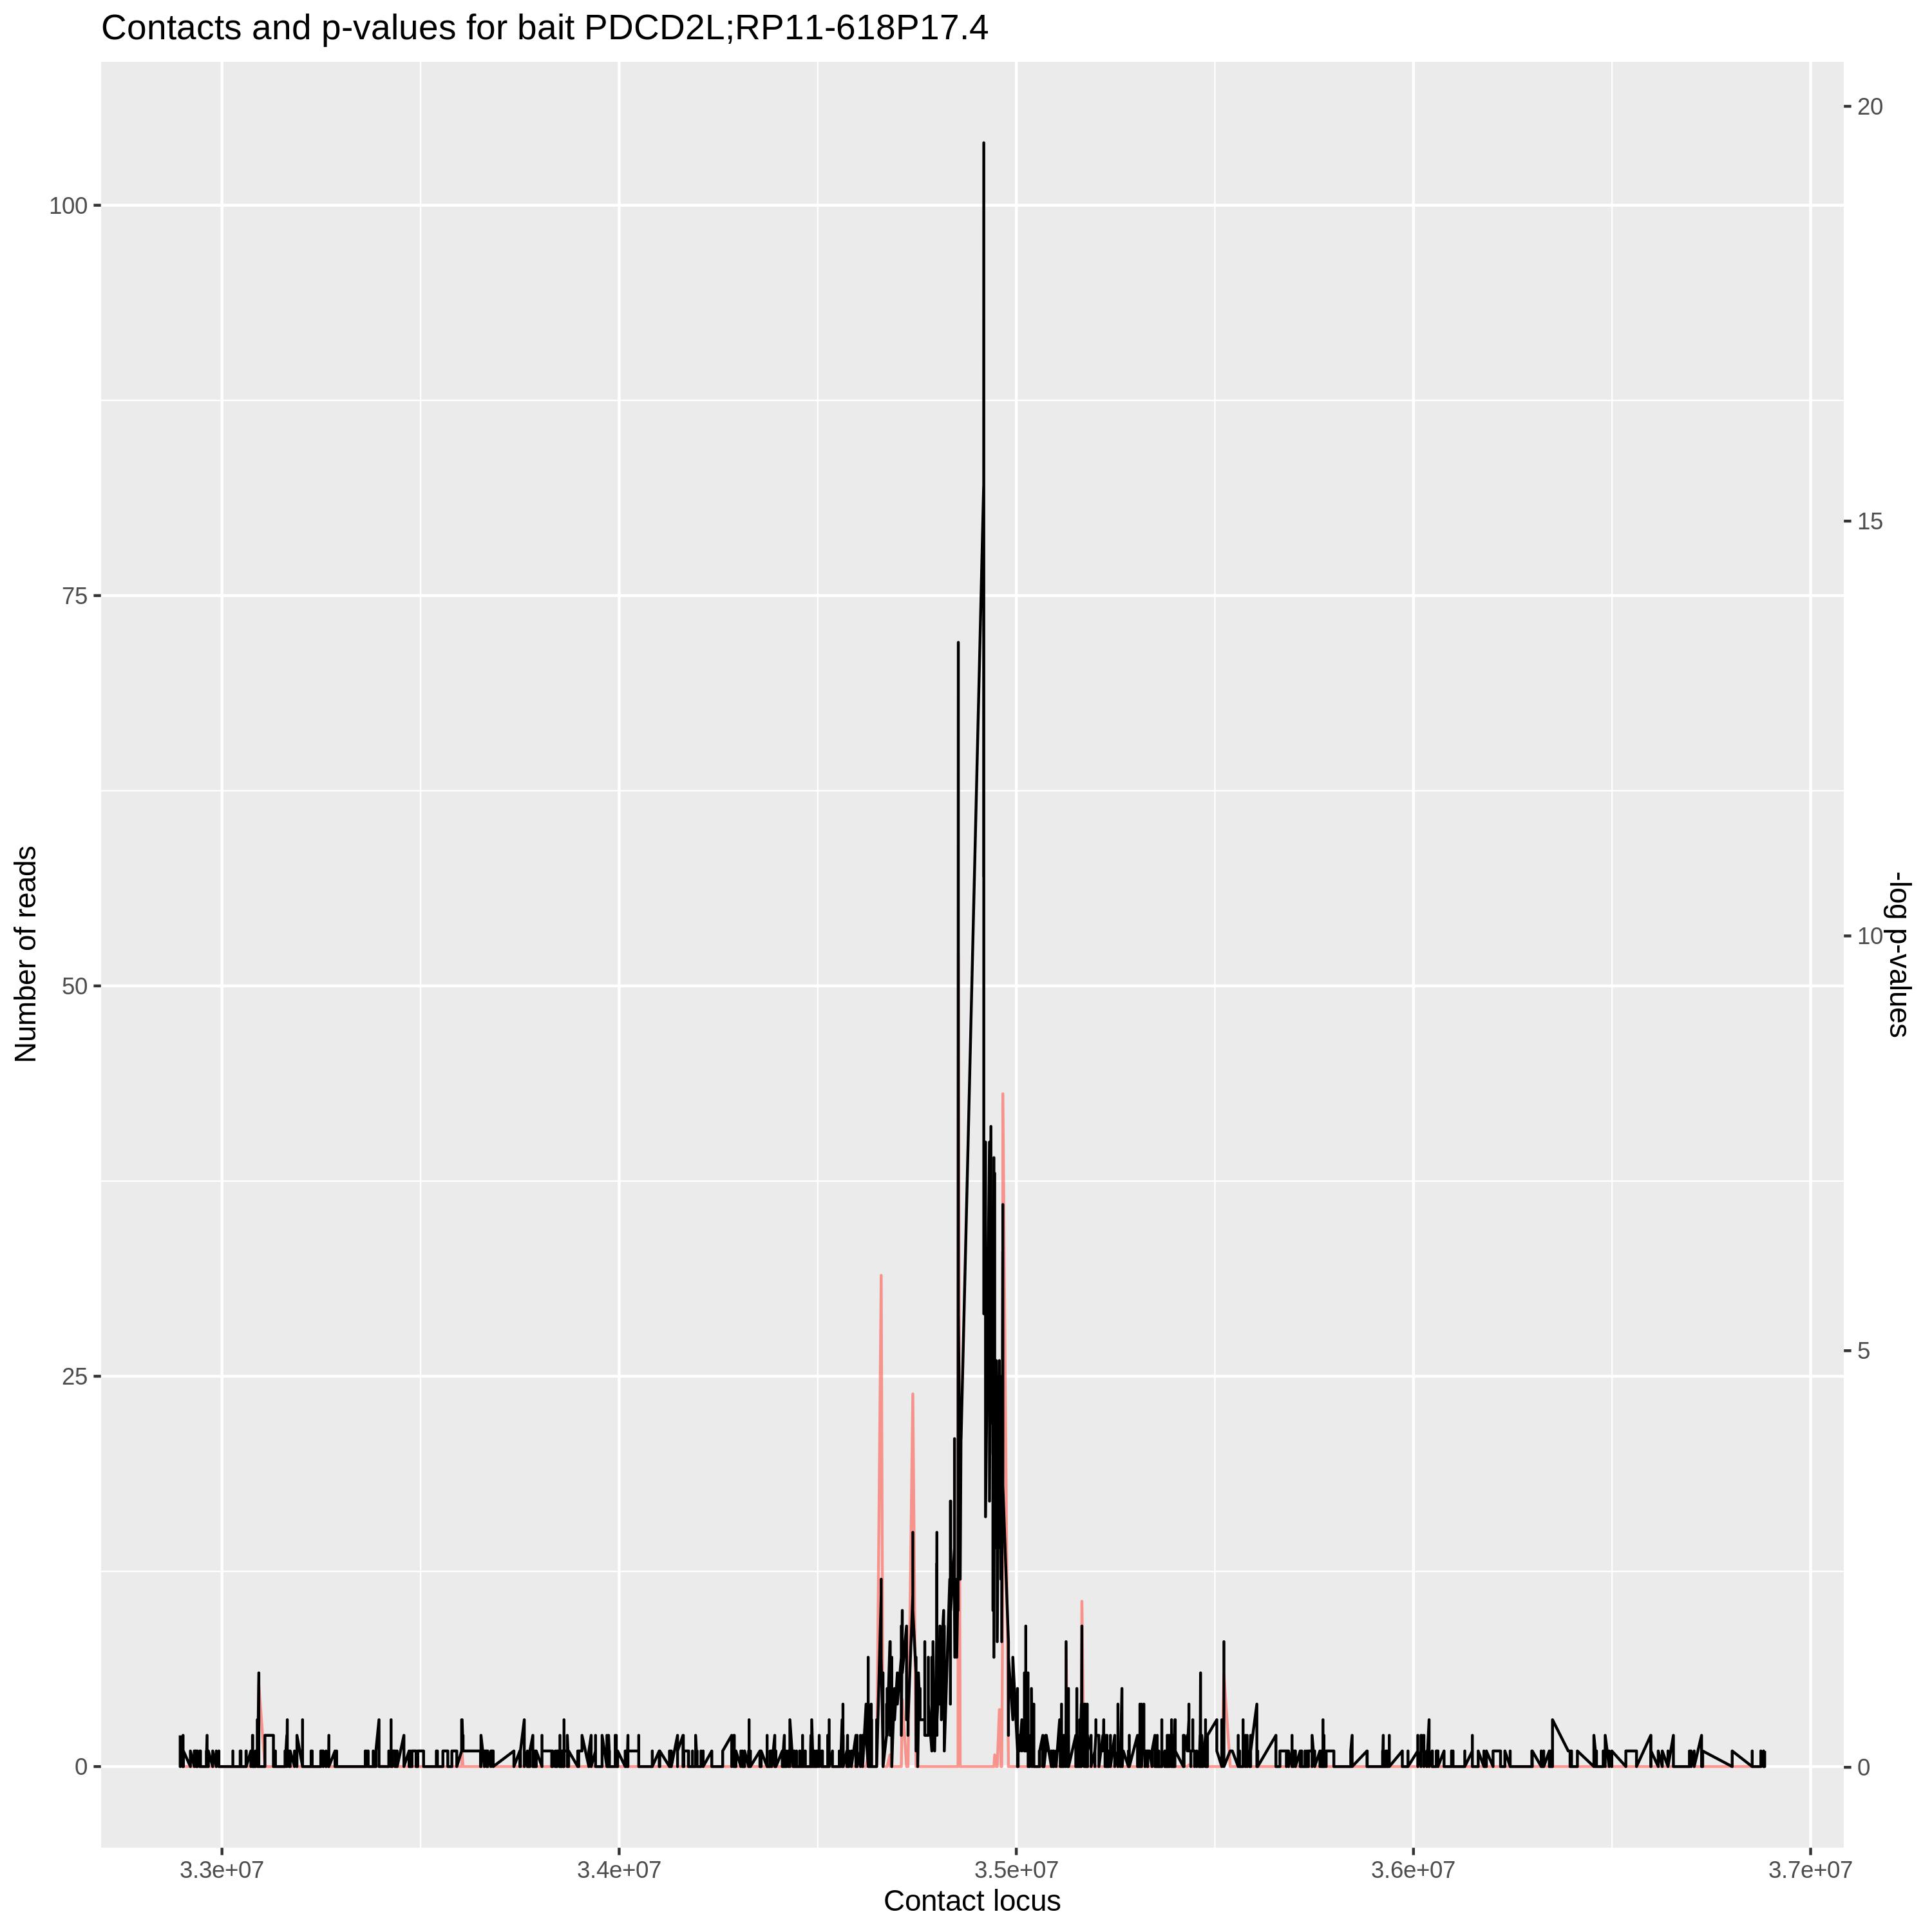 Contacts and p-values for bait PDCD2L;RP11-618P17.4
Number of reads
100
75
50
25
0
20
15
10
5
0
-log p-values
3.3e+07 3.4e+07 3.5e+07 3.6e+07 3.7e+07
Contact locus